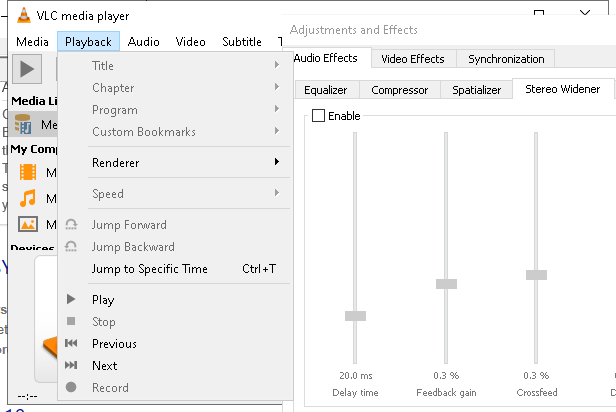 VLC media player
Media Playback Audio Video Subtitle
Title
Chapter
Program
Custom Bookmarks
Renderer
Speed
Jump Forward
Jump Backward
Jump to Specific Time Ctrl+T
Play
Stop
Previous
Next
Record
Media Li
Me
My Comp
M
M
M
Devices
--:--
Adjustments and Effects
Audio Effects Video Effects Synchronization
Equalizer Compressor Spatializer Stereo Widener
Enable
20.0 ms 0.3 % 0.3 %
Delay time Feedback gain Crossfeed D